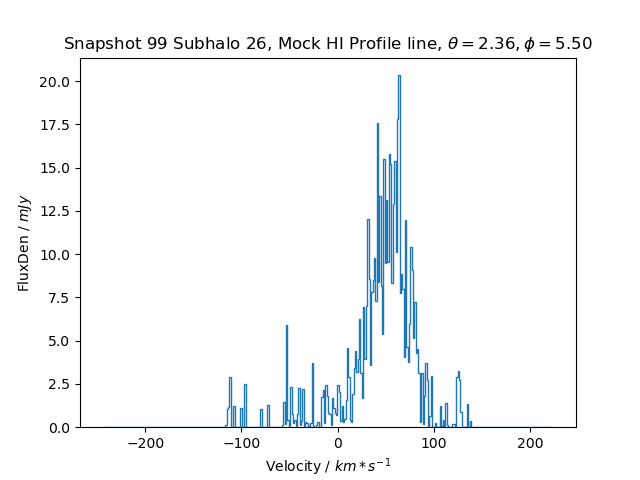 Snapshot 99 Subhalo 26, Mock HI Profile line, θ = 2.36, ϕ = 5.50
FluxDen / mJy
20.0
17.5
15.0
12.5
10.0
7.5
5.0
2.5
0.0
−200 −100 0 100 200
Velocity / km * s⁻¹